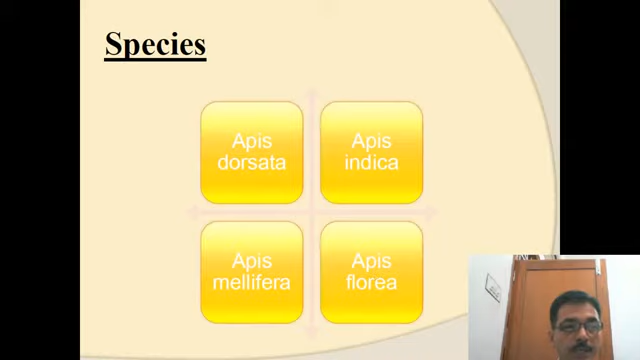 Species
Apis
dorsata
Apis
indica
Apis
mellifera
Apis
florea